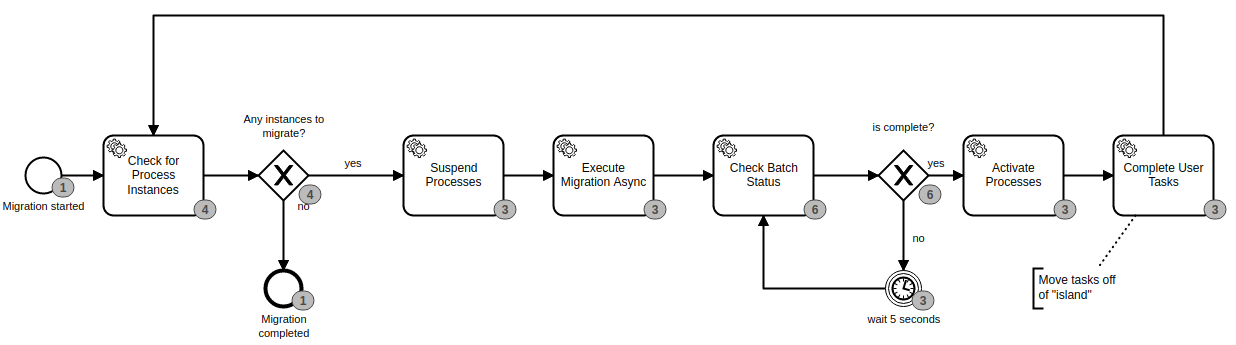 Any instances to
migrate?
is complete?
Check for
Process
Instances
yes
Suspend
Processes
Execute
Migration Async
Check Batch
Status
yes
Activate
Processes
Complete User
Tasks
1
4
4
3
3
6
6
3
3
Migration started
no
no
Move tasks off
of "island"
1
3
Migration
completed
wait 5 seconds